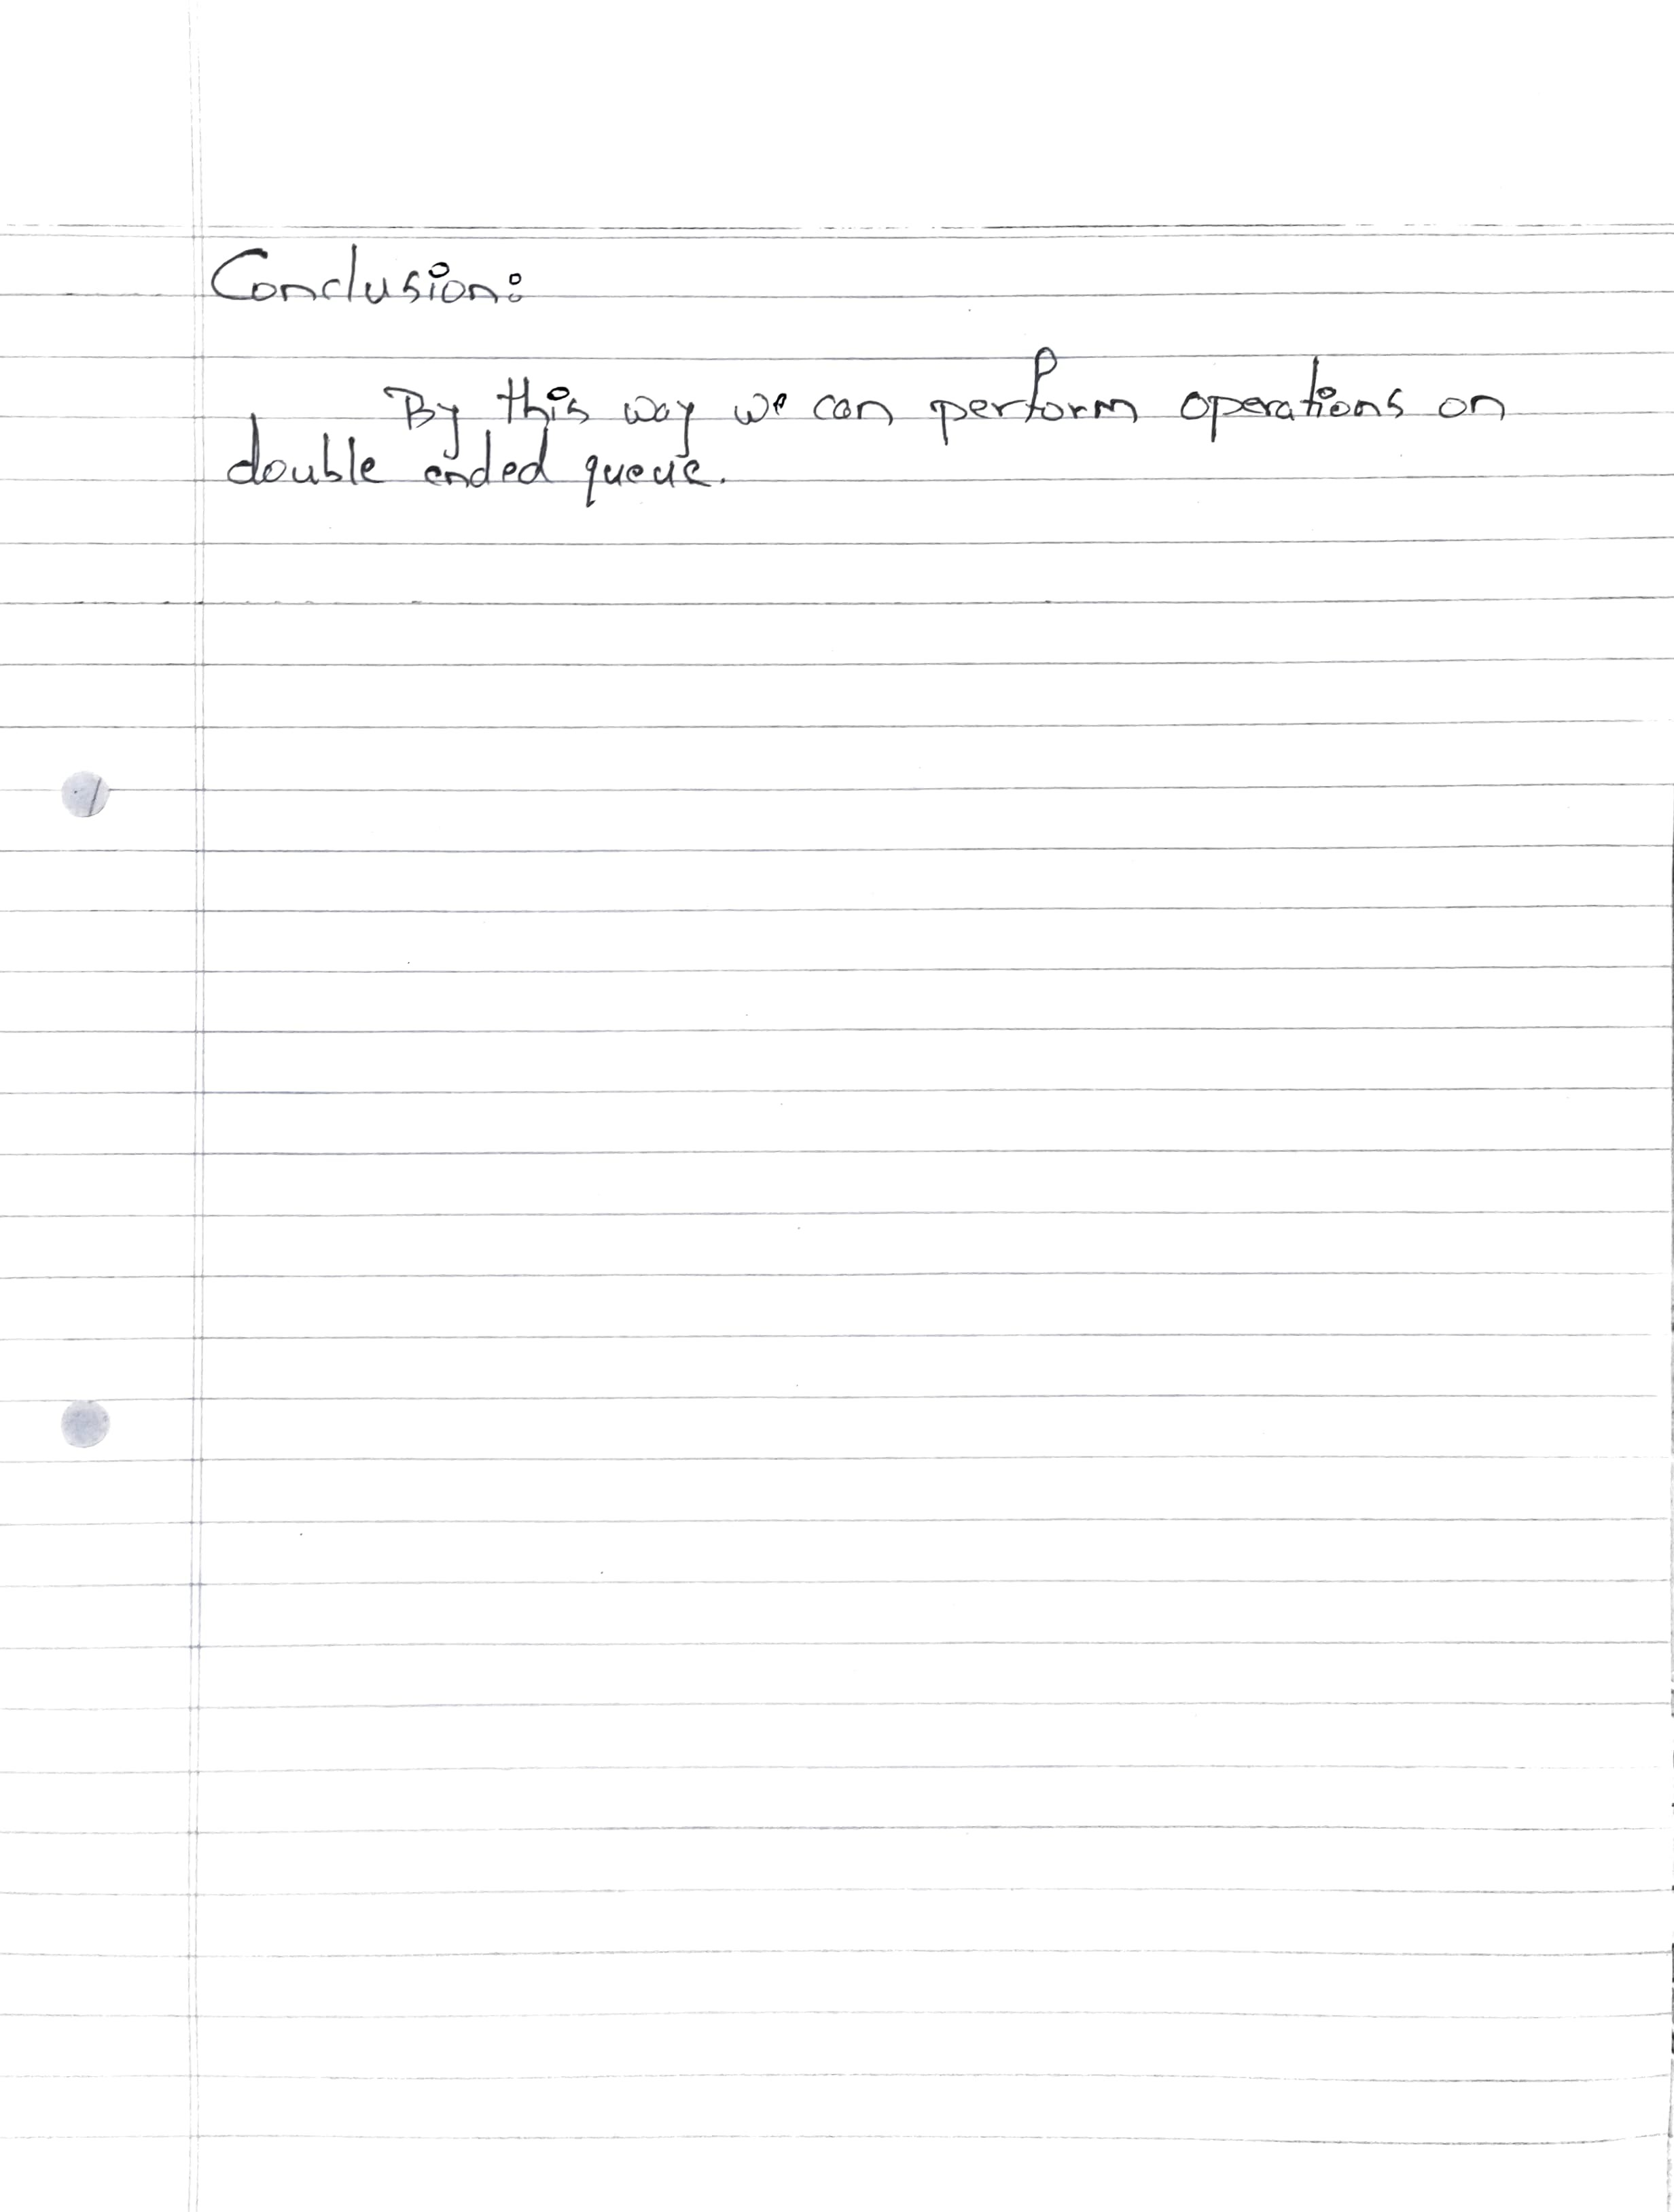 Conclusion:
By this way we can perform operations on
double ended queue.